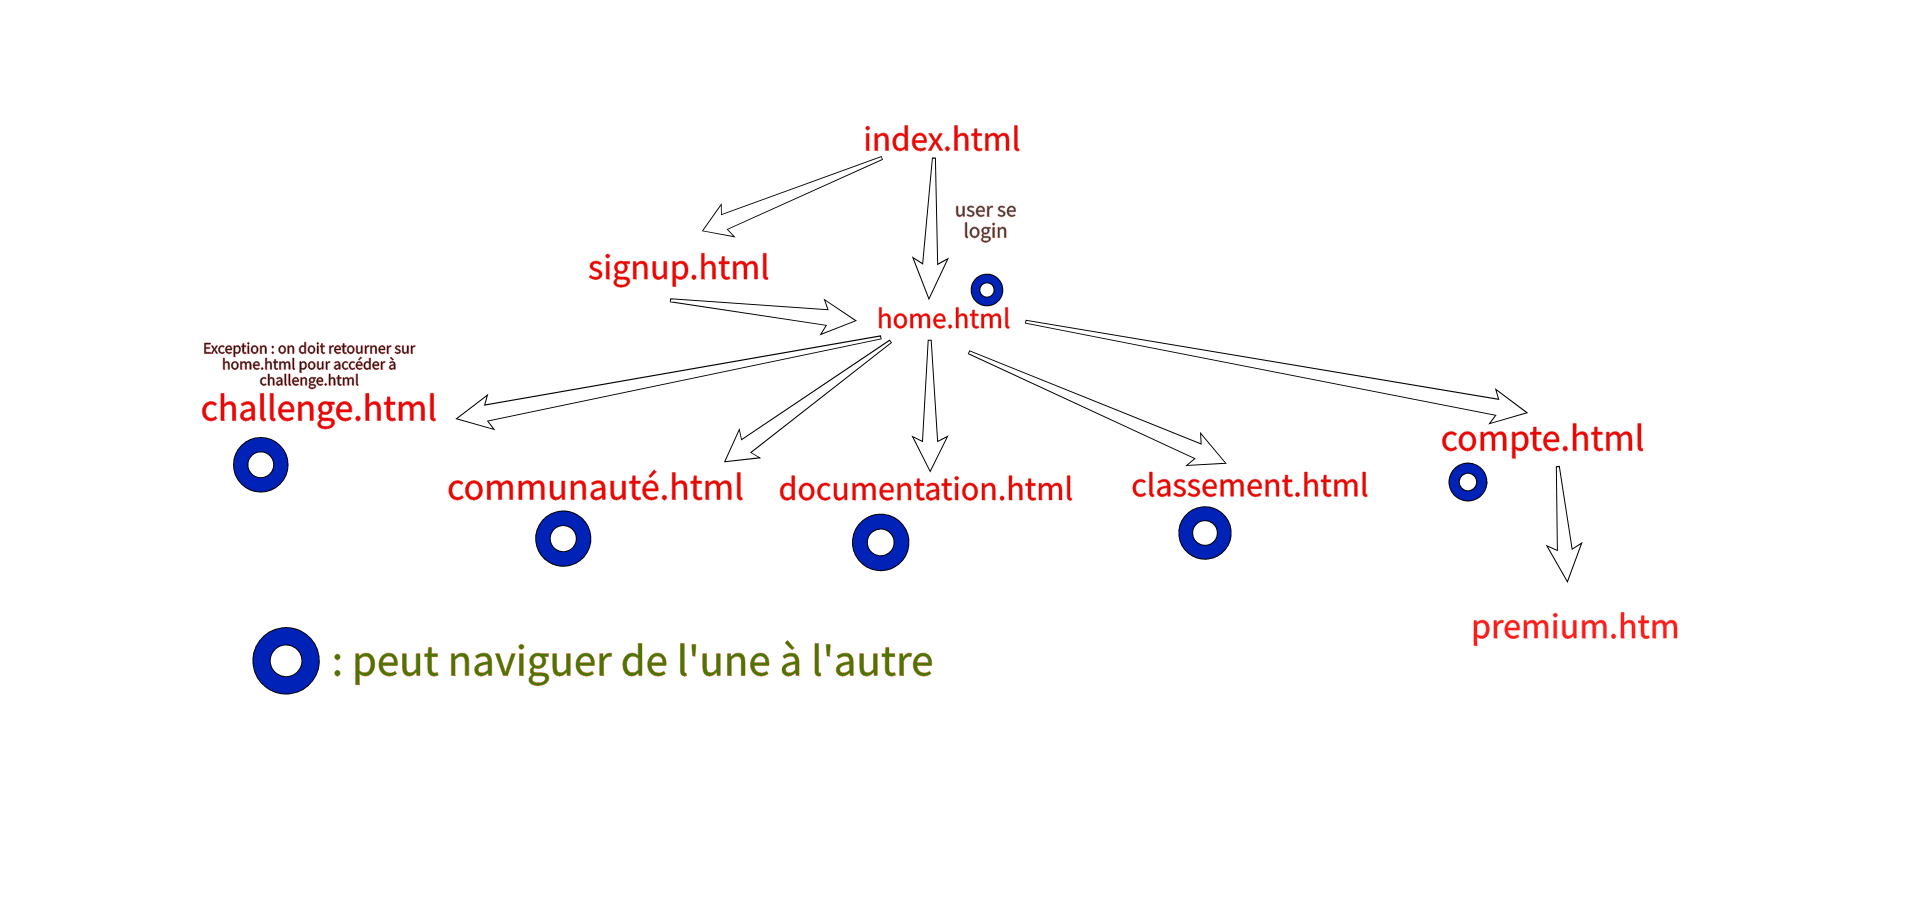 index.html
user se
login
signup.html
home.html
Exception : on doit retourner sur
home.html pour accéder à
challenge.html
challenge.html
compte.html
communauté.html
documentation.html
classement.html
premium.htm
: peut naviguer de l'une à l'autre